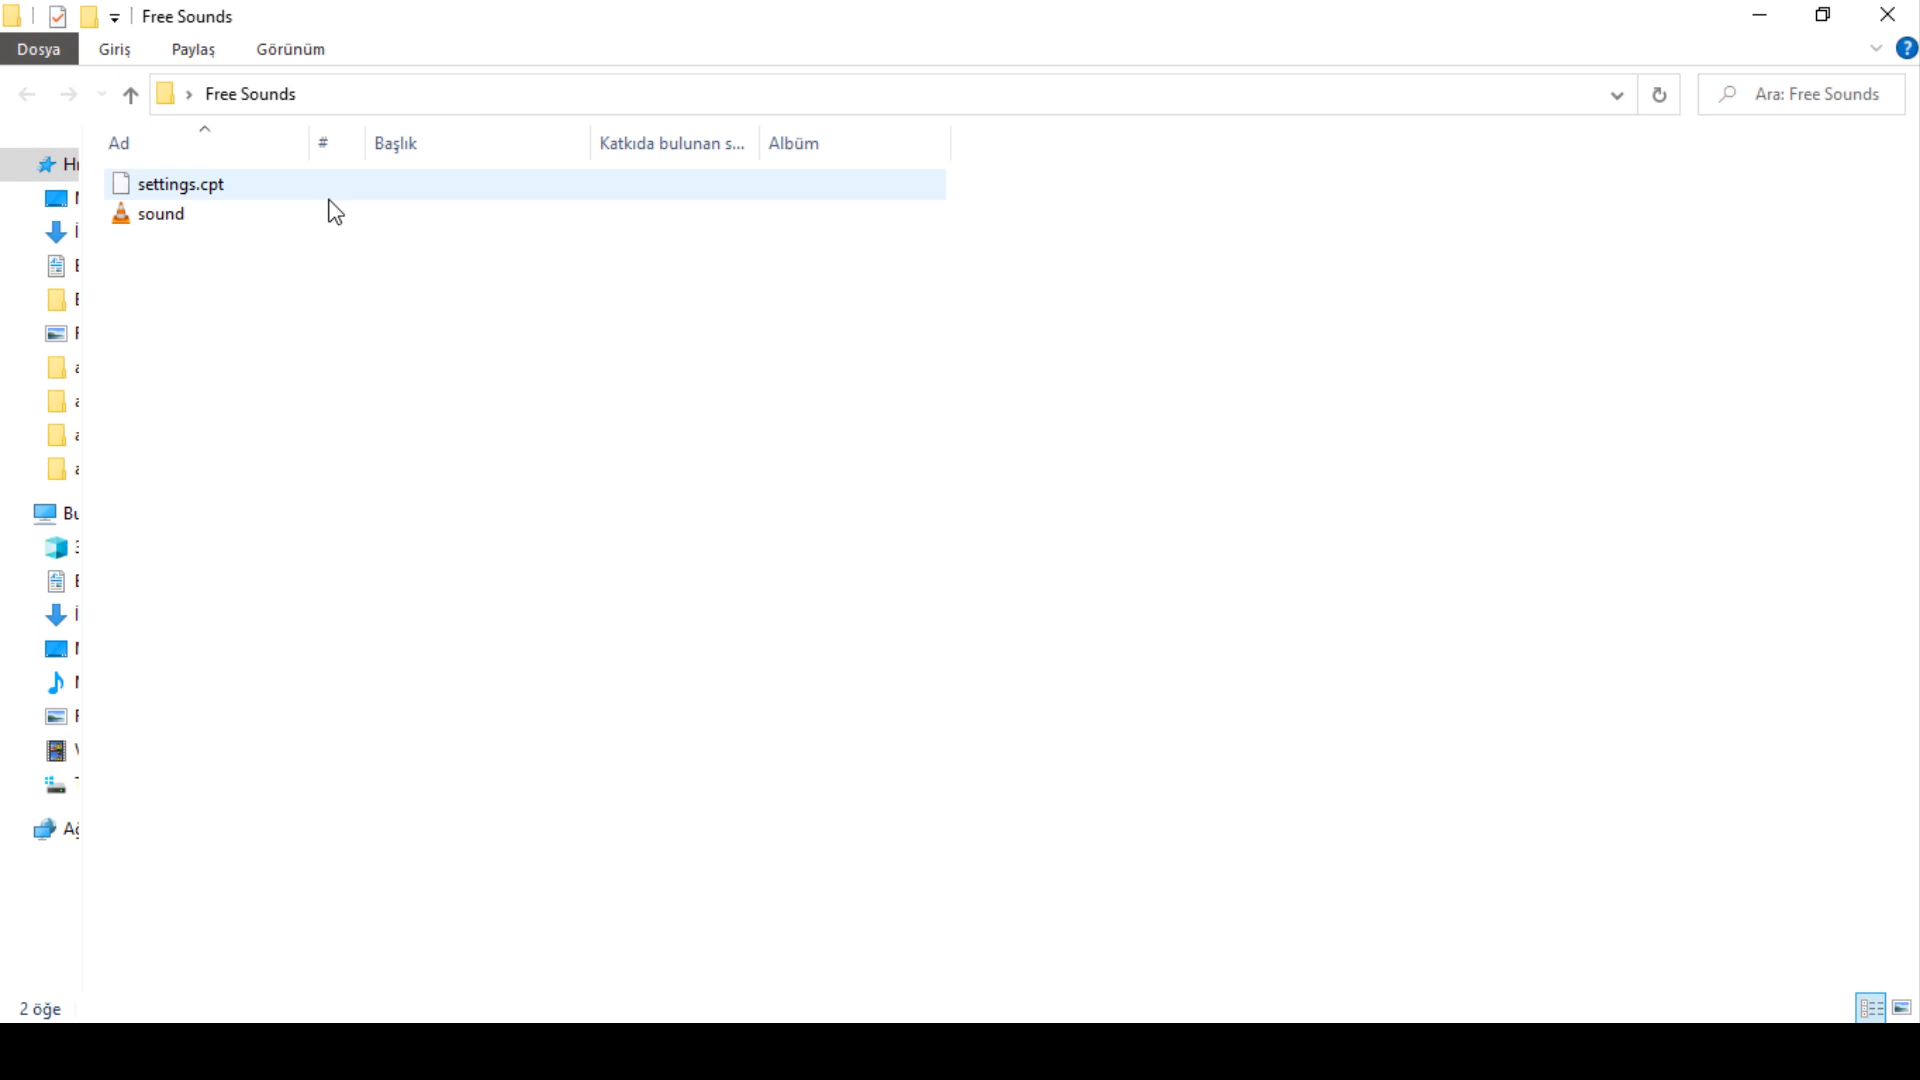 Free Sounds
Dosya Giriş Paylaş Görünüm
Free Sounds
Ara: Free Sounds
Ad # Başlık Katkıda bulunan s... Albüm
settings.cpt
sound
2 öğe